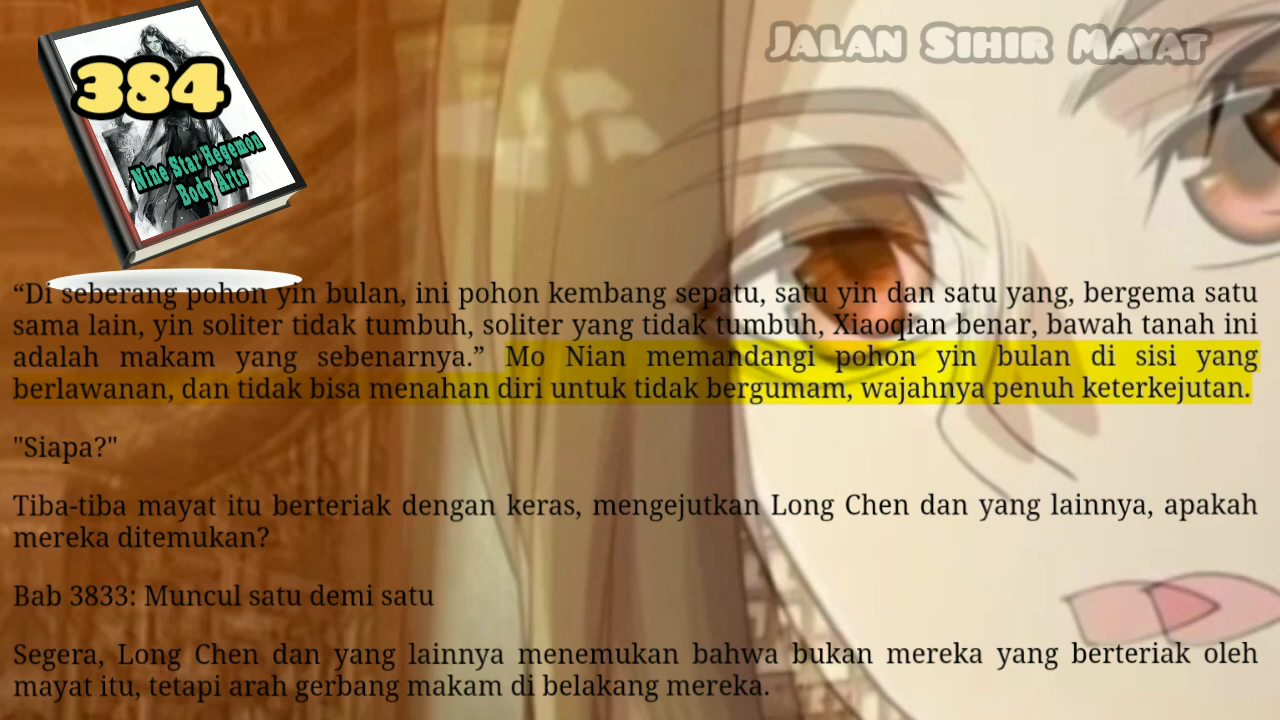 Jalan Sihir Mayat
384
Nine Star Hegemon
Body Arts
“Di seberang pohon yin bulan, ini pohon kembang sepatu, satu yin dan satu yang, bergema satu
sama lain, yin soliter tidak tumbuh, soliter yang tidak tumbuh, Xiaoqian benar, bawah tanah ini
adalah makam yang sebenarnya.” Mo Nian memandangi pohon yin bulan di sisi yang
berlawanan, dan tidak bisa menahan diri untuk tidak bergumam, wajahnya penuh keterkejutan.
"Siapa?"
Tiba-tiba mayat itu berteriak dengan keras, mengejutkan Long Chen dan yang lainnya, apakah
mereka ditemukan?
Bab 3833: Muncul satu demi satu
Segera, Long Chen dan yang lainnya menemukan bahwa bukan mereka yang berteriak oleh
mayat itu, tetapi arah gerbang makam di belakang mereka.